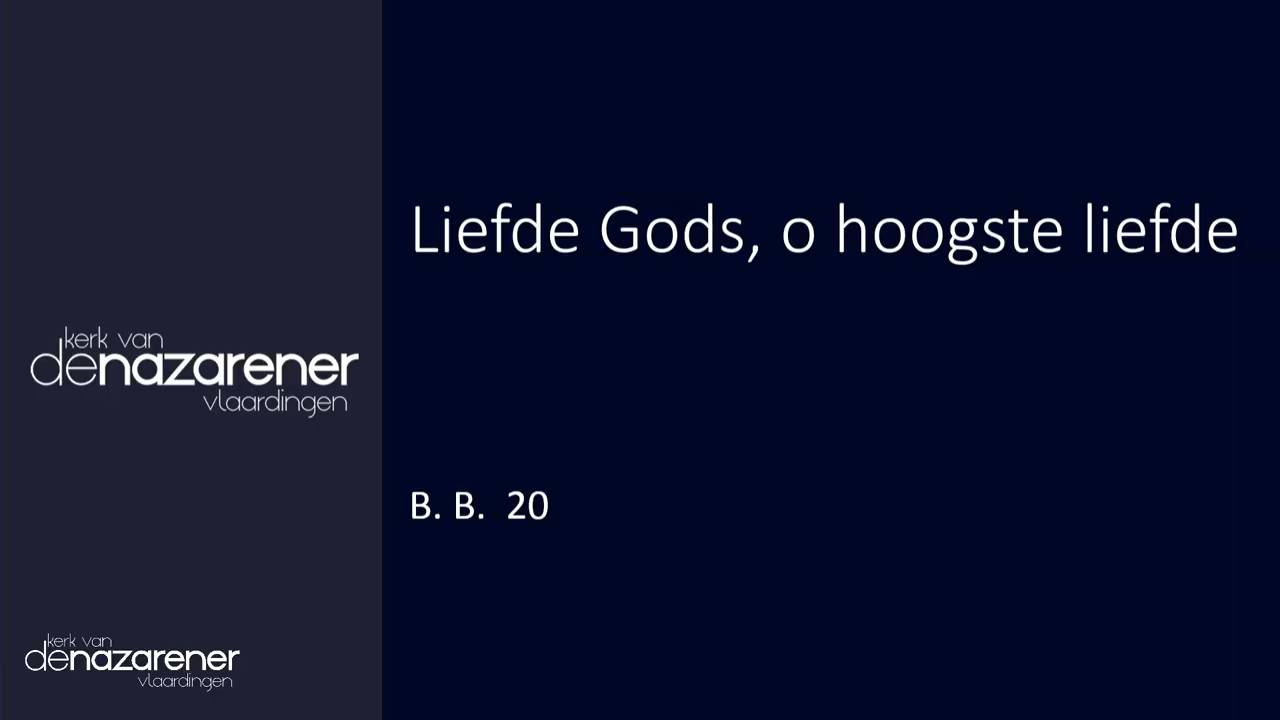 kerk van
denazarener
vlaardingen
Liefde Gods, o hoogste liefde
B. B. 20
kerk van
denazarener
vlaardingen